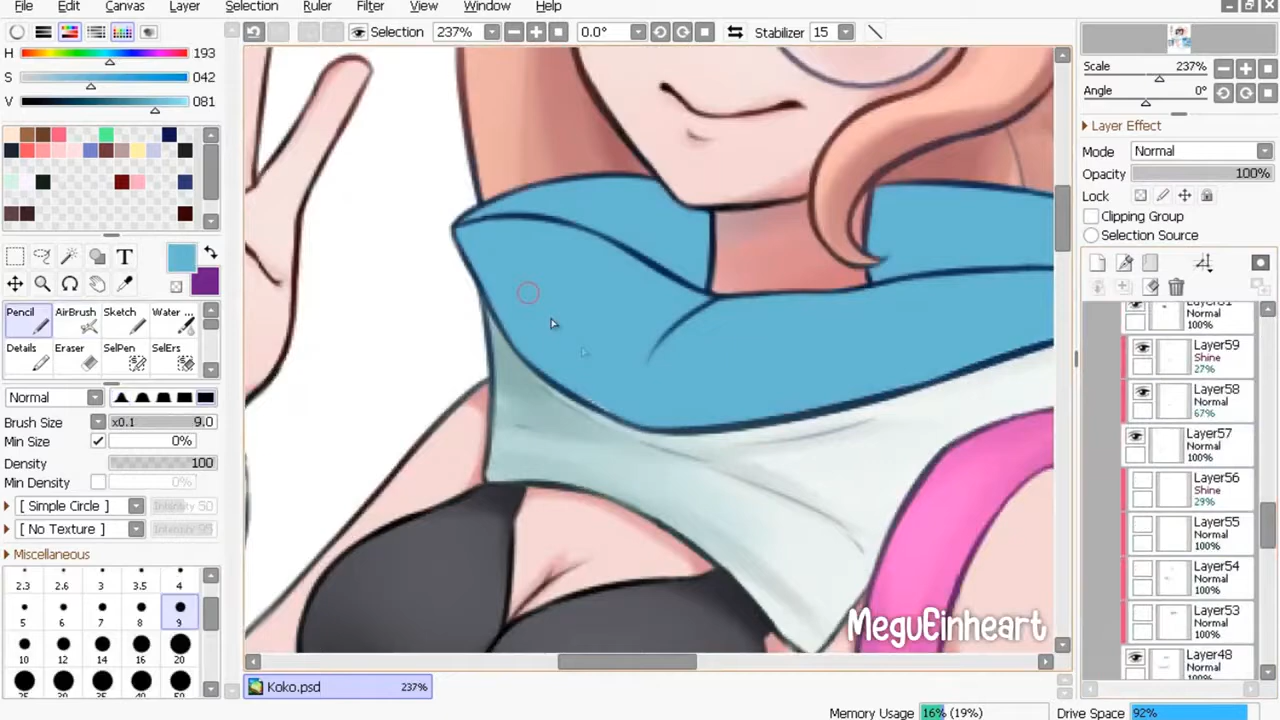 File Edit Canvas Layer Selection Ruler Filter View Window Help
Selection 237% 0.0° Stabilizer 15
H 193
S 042
V 081
T
Pencil AirBrush Sketch Water ...
Details Eraser SelPen SelErs
Normal
Brush Size x0.1 9.0
Min Size 0%
Density 100
Min Density 0%
[ Simple Circle ] Intensity 50
[ No Texture ]
Miscellaneous
2.3 2.6 3 3.5 4
5 6 7 8 9
10 12 14 16 20
MeguEinheart
Koko.psd 237%
Memory Usage 16% (19%) Drive Space 92%
Scale 237%
Angle 0°
Layer Effect
Mode Normal
Opacity 100%
Lock
Clipping Group
Selection Source
Normal
100%
Layer59
Shine
27%
Layer58
Normal
67%
Layer57
Normal
100%
Layer56
Shine
29%
Layer55
Normal
100%
Layer54
Normal
100%
Layer53
Normal
100%
Layer48
Normal